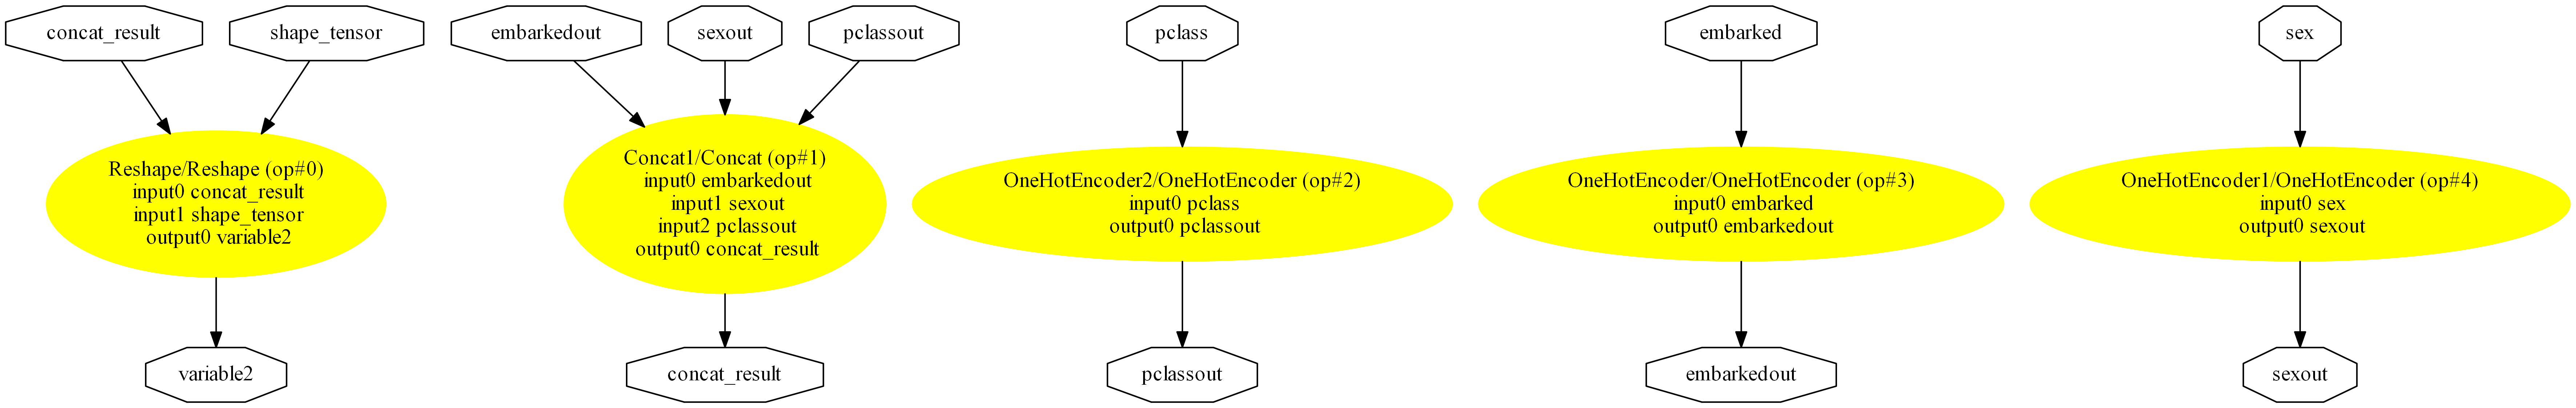 concat_result
shape_tensor
embarkedout
sexout
pclassout
pclass
embarked
sex
Reshape/Reshape (op#0)
input0 concat_result
input1 shape_tensor
output0 variable2
Concat1/Concat (op#1)
input0 embarkedout
input1 sexout
input2 pclassout
output0 concat_result
OneHotEncoder2/OneHotEncoder (op#2)
input0 pclass
output0 pclassout
OneHotEncoder/OneHotEncoder (op#3)
input0 embarked
output0 embarkedout
OneHotEncoder1/OneHotEncoder (op#4)
input0 sex
output0 sexout
variable2
concat_result
pclassout
embarkedout
sexout